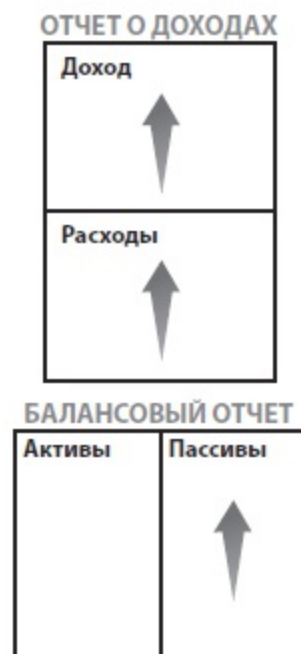 ОТЧЕТ О ДОХОДАХ
Доход
Расходы
БАЛАНСОВЫЙ ОТЧЕТ
Активы Пассивы